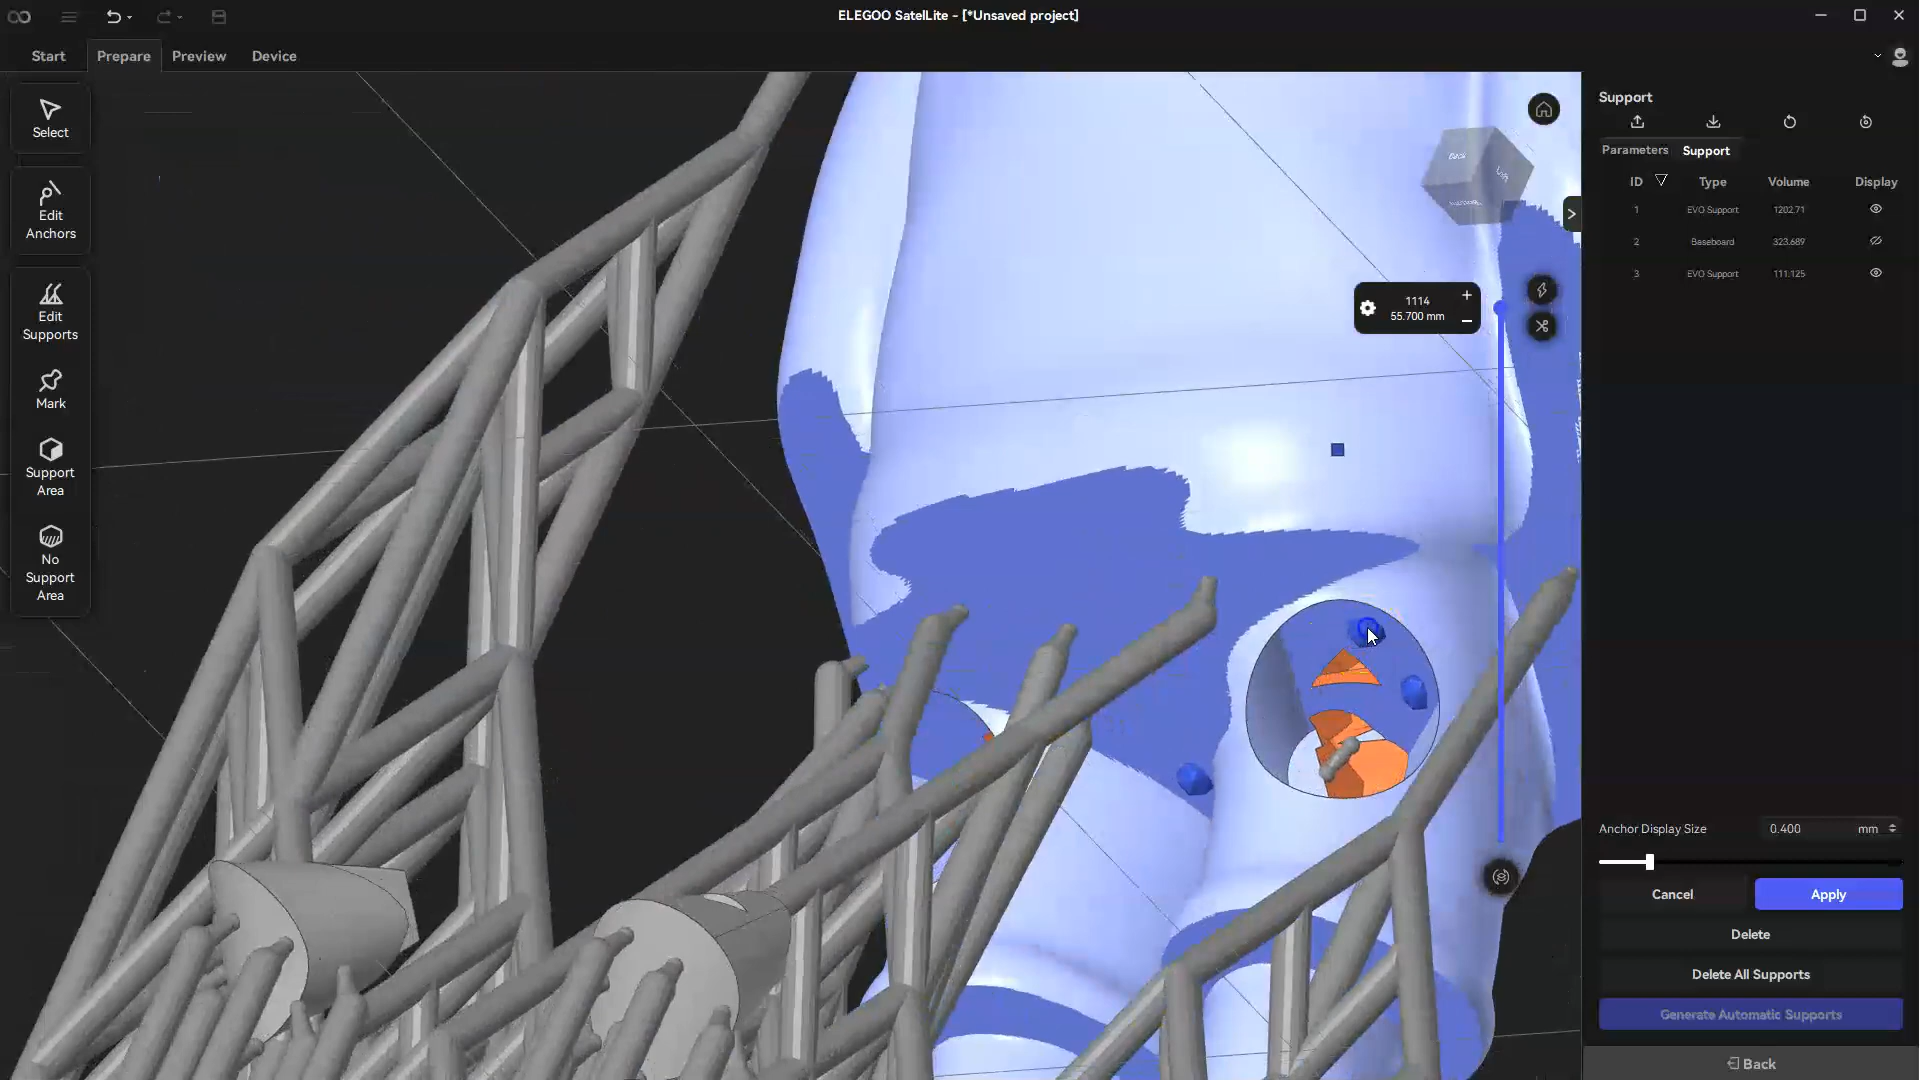 ELEGOO SatelLite - [*Unsaved project]
Start
Prepare
Preview
Device
Select
Edit
Anchors
Edit
Supports
Mark
Support
Area
No
Support
Area
1114
55.700 mm
Support
Parameters
Support
ID
Type
Volume
Display
1
EVO Support
1202.71
2
Baseboard
323.689
3
EVO Support
111.125
Anchor Display Size
0.400
mm
Cancel
Apply
Delete
Delete All Supports
Generate Automatic Supports
Back